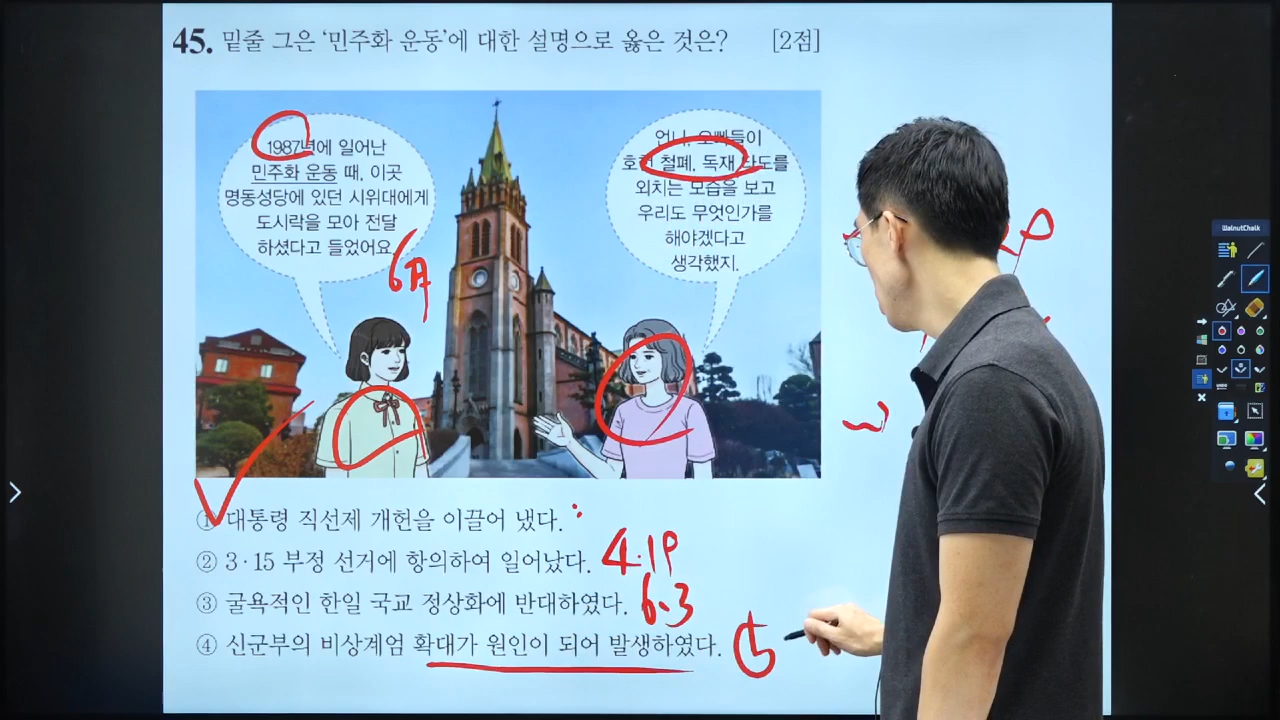 45. 밑줄 그은 '민주화 운동'에 대한 설명으로 옳은 것은? [2점]
1987년에 일어난
민주화 운동 때, 이곳
명동성당에 있던 시위대에게
도시락을 모아 전달
하셨다고 들었어요.
언니, 오빠들이
호헌 철폐, 독재 타도를
외치는 모습을 보고
우리도 무엇인가를
해야겠다고
생각했지.
6月
① 대통령 직선제 개헌을 이끌어 냈다.
② 3·15 부정 선거에 항의하여 일어났다. 4.19
③ 굴욕적인 한일 국교 정상화에 반대하였다. 6.3
④ 신군부의 비상계엄 확대가 원인이 되어 발생하였다. 5
WalnutChalk